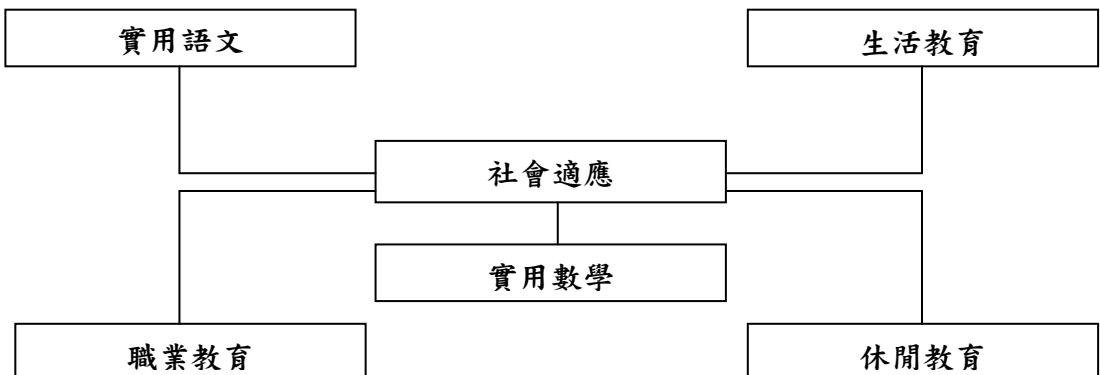 實用語文
生活教育
社會適應
實用數學
職業教育
休閒教育